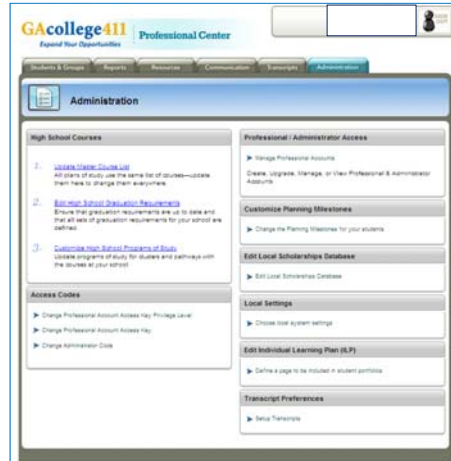 GAcollege411
Professional Center
Expand Your Opportunities
Students & Groups
Reports
Resources
Communication
Transcripts
Administration
Administration
High School Courses
1. Update Master Course List
All plans of study use the same list of courses—update
them here to change them everywhere.
2. Edit High School Graduation Requirements
Ensure that graduation requirements are up to date and
that all sets of graduation requirements for your school are
defined.
3. Customize High School Programs of Study
Update programs of study for clusters and pathways with
the courses at your school
Access Codes
Change Professional Account Access Key Privilege Level
Change Professional Account Access Key
Change Administrator Code
Professional / Administrator Access
Manage Professional Accounts
Create, Upgrade, Manage, or View Professional & Administrator
Accounts
Customize Planning Milestones
Change the Planning Milestones for your students
Edit Local Scholarships Database
Edit Local Scholarships Database
Local Settings
Choose local system settings
Edit Individual Learning Plan (ILP)
Define a page to be included in student portfolios
Transcript Preferences
Setup Transcripts